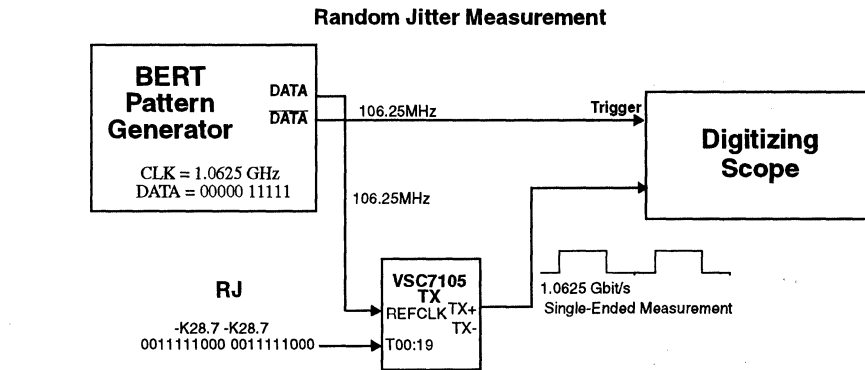 Random Jitter Measurement
BERT
Pattern
Generator
DATA
DATA
CLK = 1.0625 GHz
DATA = 00000 11111
106.25MHz
Trigger
Digitizing
Scope
106.25MHz
RJ
-K28.7 -K28.7
0011111000 0011111000
VSC7105
TX
REFCLK TX+
TX-
T00:19
1.0625 Gbit/s
Single-Ended Measurement